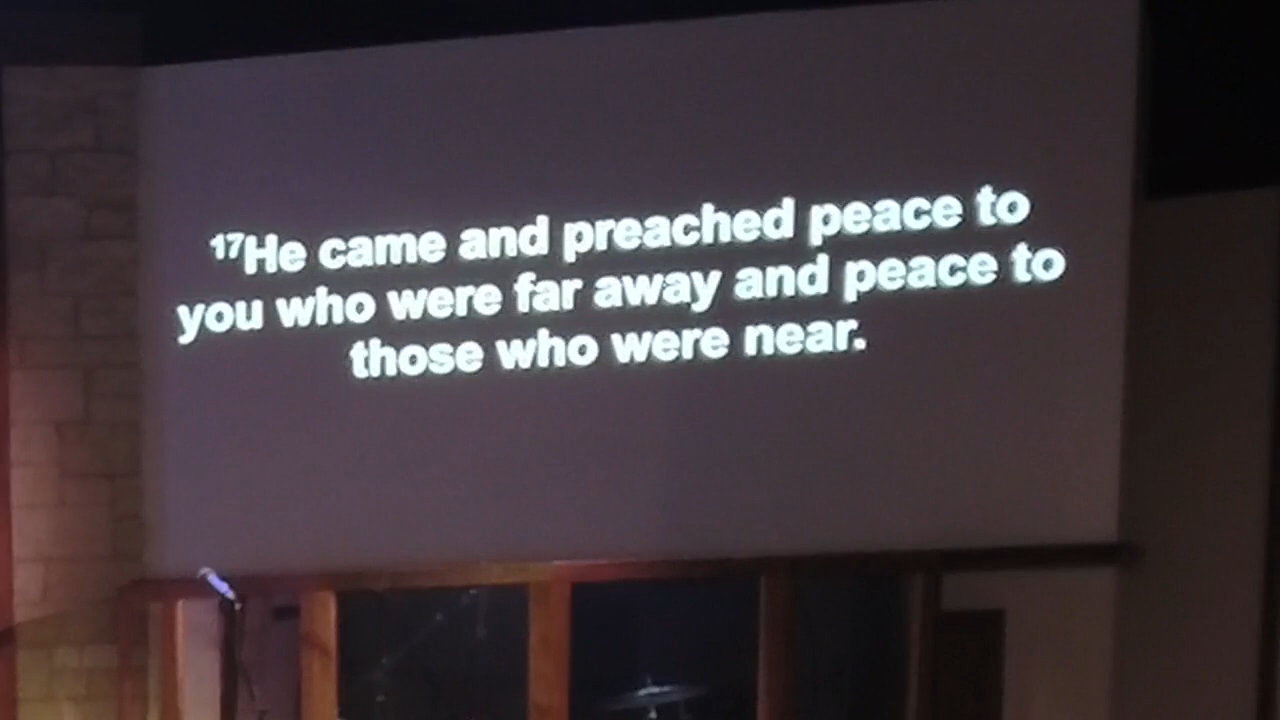 17He came and preached peace to
you who were far away and peace to
those who were near.